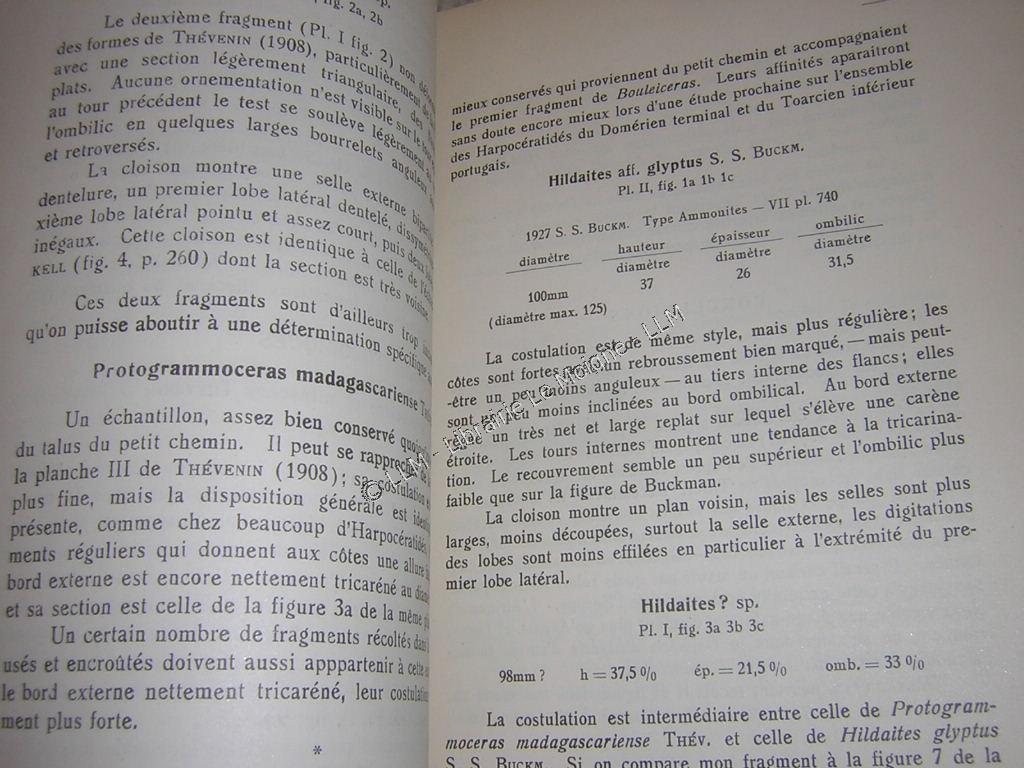 fig. 2a, 2b
Le deuxième fragment (Pl. I fig. 2) non
des formes de THÉVENIN (1908), particulièrement
avec une section légèrement triangulaire, des
plats. Aucune ornementation n'est visible sur le
au tour précédent le test se soulève légèrement
l'ombilic en quelques larges bourrelets anguleux
et retroversés.
La cloison montre une selle externe
dentelure, un premier lobe latéral dentelé,
xième lobe latéral pointu et assez court, puis deux
inégaux. Cette cloison est identique à celle de
KELL (fig. 4, p. 260) dont la section est très voisine
Ces deux fragments sont d'ailleurs trop
qu'on puisse aboutir à une détermination spécifique
Protogrammoceras madagascariense
Un échantillon, assez bien conservé
du talus du petit chemin. Il peut se rapprocher de
la planche III de THÉVENIN (1908); sa costulation
plus fine, mais la disposition générale est
présente, comme chez beaucoup d'Harpocératidés,
ments réguliers qui donnent aux côtes une allure
bord externe est encore nettement tricaréné au
et sa section est celle de la figure 3a de la même
Un certain nombre de fragments récoltés dans
usés et encroûtés doivent aussi apppartenir à cette
le bord externe nettement tricaréné, leur costulation
ment plus forte.
*
mieux conservés qui proviennent du petit chemin et accompagnaient
le premier fragment de Bouleiceras. Leurs affinités aparaîtront
sans doute encore mieux lors d'une étude prochaine sur l'ensemble
des Harpocératidés du Domérien terminal et du Toarcien inférieur
portugais.
Hildaites aff. glyptus S. S. BUCKM.
Pl. II, fig. 1a 1b 1c
1927 S. S. BUCKM. Type Ammonites — VII pl. 740
diamètre hauteur épaisseur ombilic
diamètre diamètre diamètre
100mm 37 26 31,5
(diamètre max. 125)
La costulation est de même style, mais plus régulière; les
côtes sont fortes avec un rebroussement bien marqué, — mais peut-
-être un peu moins anguleux — au tiers interne des flancs; elles
sont un peu moins inclinées au bord ombilical. Au bord externe
un très net et large replat sur lequel s'élève une carène
étroite. Les tours internes montrent une tendance à la tricarina-
tion. Le recouvrement semble un peu supérieur et l'ombilic plus
faible que sur la figure de Buckman.
La cloison montre un plan voisin, mais les selles sont plus
larges, moins découpées, surtout la selle externe, les digitations
des lobes sont moins effilées en particulier à l'extrémité du pre-
mier lobe latéral.
Hildaites? sp.
Pl. I, fig. 3a 3b 3c
98mm? h = 37,5 % ép. = 21,5 % omb. = 33 %
La costulation est intermédiaire entre celle de Protogram-
moceras madagascariense THÉV. et celle de Hildaites glyptus
S. S. BUCKM. Si on compare mon fragment à la figure 7 de la
© LLM - Librairie Le Moigne - LLM